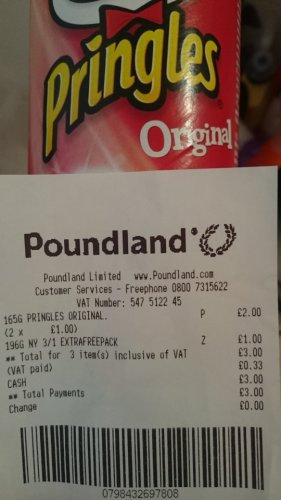 Pringles
Original
Poundland
Poundland Limited www.Poundland.com
Customer Services - Freephone 0800 7315622
VAT Number: 547 5122 45
165G PRINGLES ORIGINAL. P £2.00
(2 x £1.00)
196G NY 3/1 EXTRAFREEPACK Z £1.00
** Total for 3 item(s) inclusive of VAT £3.00
(VAT paid) £0.33
CASH £3.00
** Total Payments £3.00
Change £0.00
0798432697808